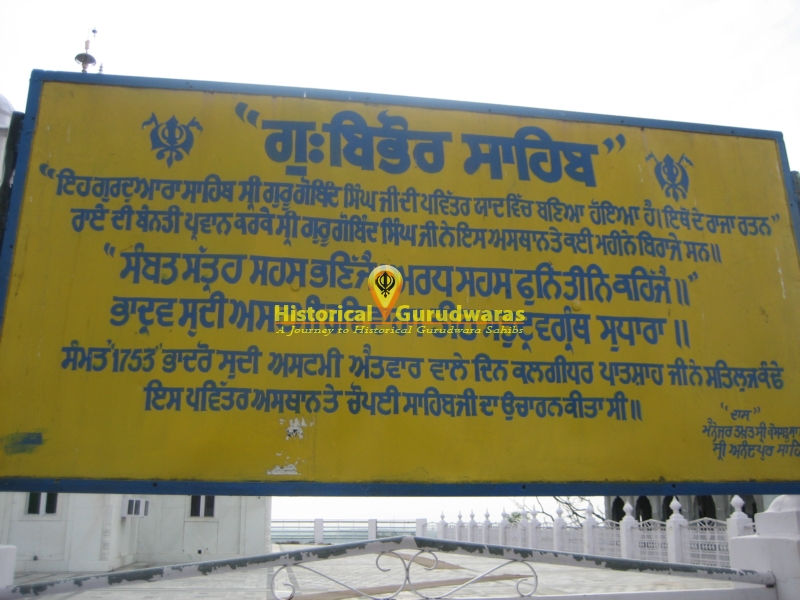 “ਗੁ: ਬਿਭੌਰ ਸਾਹਿਬ”
“ਇਹ ਗੁਰਦੁਆਰਾ ਸਾਹਿਬ ਸ੍ਰੀ ਗੁਰੂ ਗੋਬਿੰਦ ਸਿੰਘ ਜੀ ਦੀ ਪਵਿੱਤਰ ਯਾਦ ਵਿੱਚ ਬਣਿਆ ਹੋਇਆ ਹੈ। ਇਥੋਂ ਦੇ ਰਾਜਾ ਰਤਨ”
ਰਾਏ ਦੀ ਬੇਨਤੀ ਪ੍ਰਵਾਨ ਕਰਕੇ ਸ੍ਰੀ ਗੁਰੂ ਗੋਬਿੰਦ ਸਿੰਘ ਜੀ ਨੇ ਇਸ ਅਸਥਾਨ ਤੇ ਕਈ ਮਹੀਨੇ ਬਿਰਾਜੇ ਸਨ॥
“ਸੰਬਤ ਸੱਤ੍ਰਹ ਸਹਸ ਭਣਿੱਜੈ ਅਰਧ ਸਹਸ ਫੁਨਿ ਤੀਨਿ ਕਹਿੱਜੈ॥”
ਭਾਦ੍ਰਵ ਸੁਦੀ ਸੁਧਾਰਾ॥
ਸੰਮਤ 1753 ਭਾਦਰੋਂ ਸੁਦੀ ਅਸਟਮੀ ਐਤਵਾਰ ਵਾਲੇ ਦਿਨ ਕਲਗੀਧਰ ਪਾਤਸ਼ਾਹ ਜੀ ਨੇ ਸਤਿਲੁਜ ਕੰਢੇ
ਇਸ ਪਵਿੱਤਰ ਅਸਥਾਨ ਤੇ ਚੌਪਈ ਸਾਹਿਬ ਜੀ ਦਾ ਉਚਾਰਨ ਕੀਤਾ ਸੀ॥
“ਦਾਸ”
ਮੈਨੇਜਰ ਤਖ਼ਤ ਸ੍ਰੀ
ਸ੍ਰੀ ਅਨੰਦਪੁਰ
Historical Gurudwaras
A Journey to Historical Gurudwara Sahibs